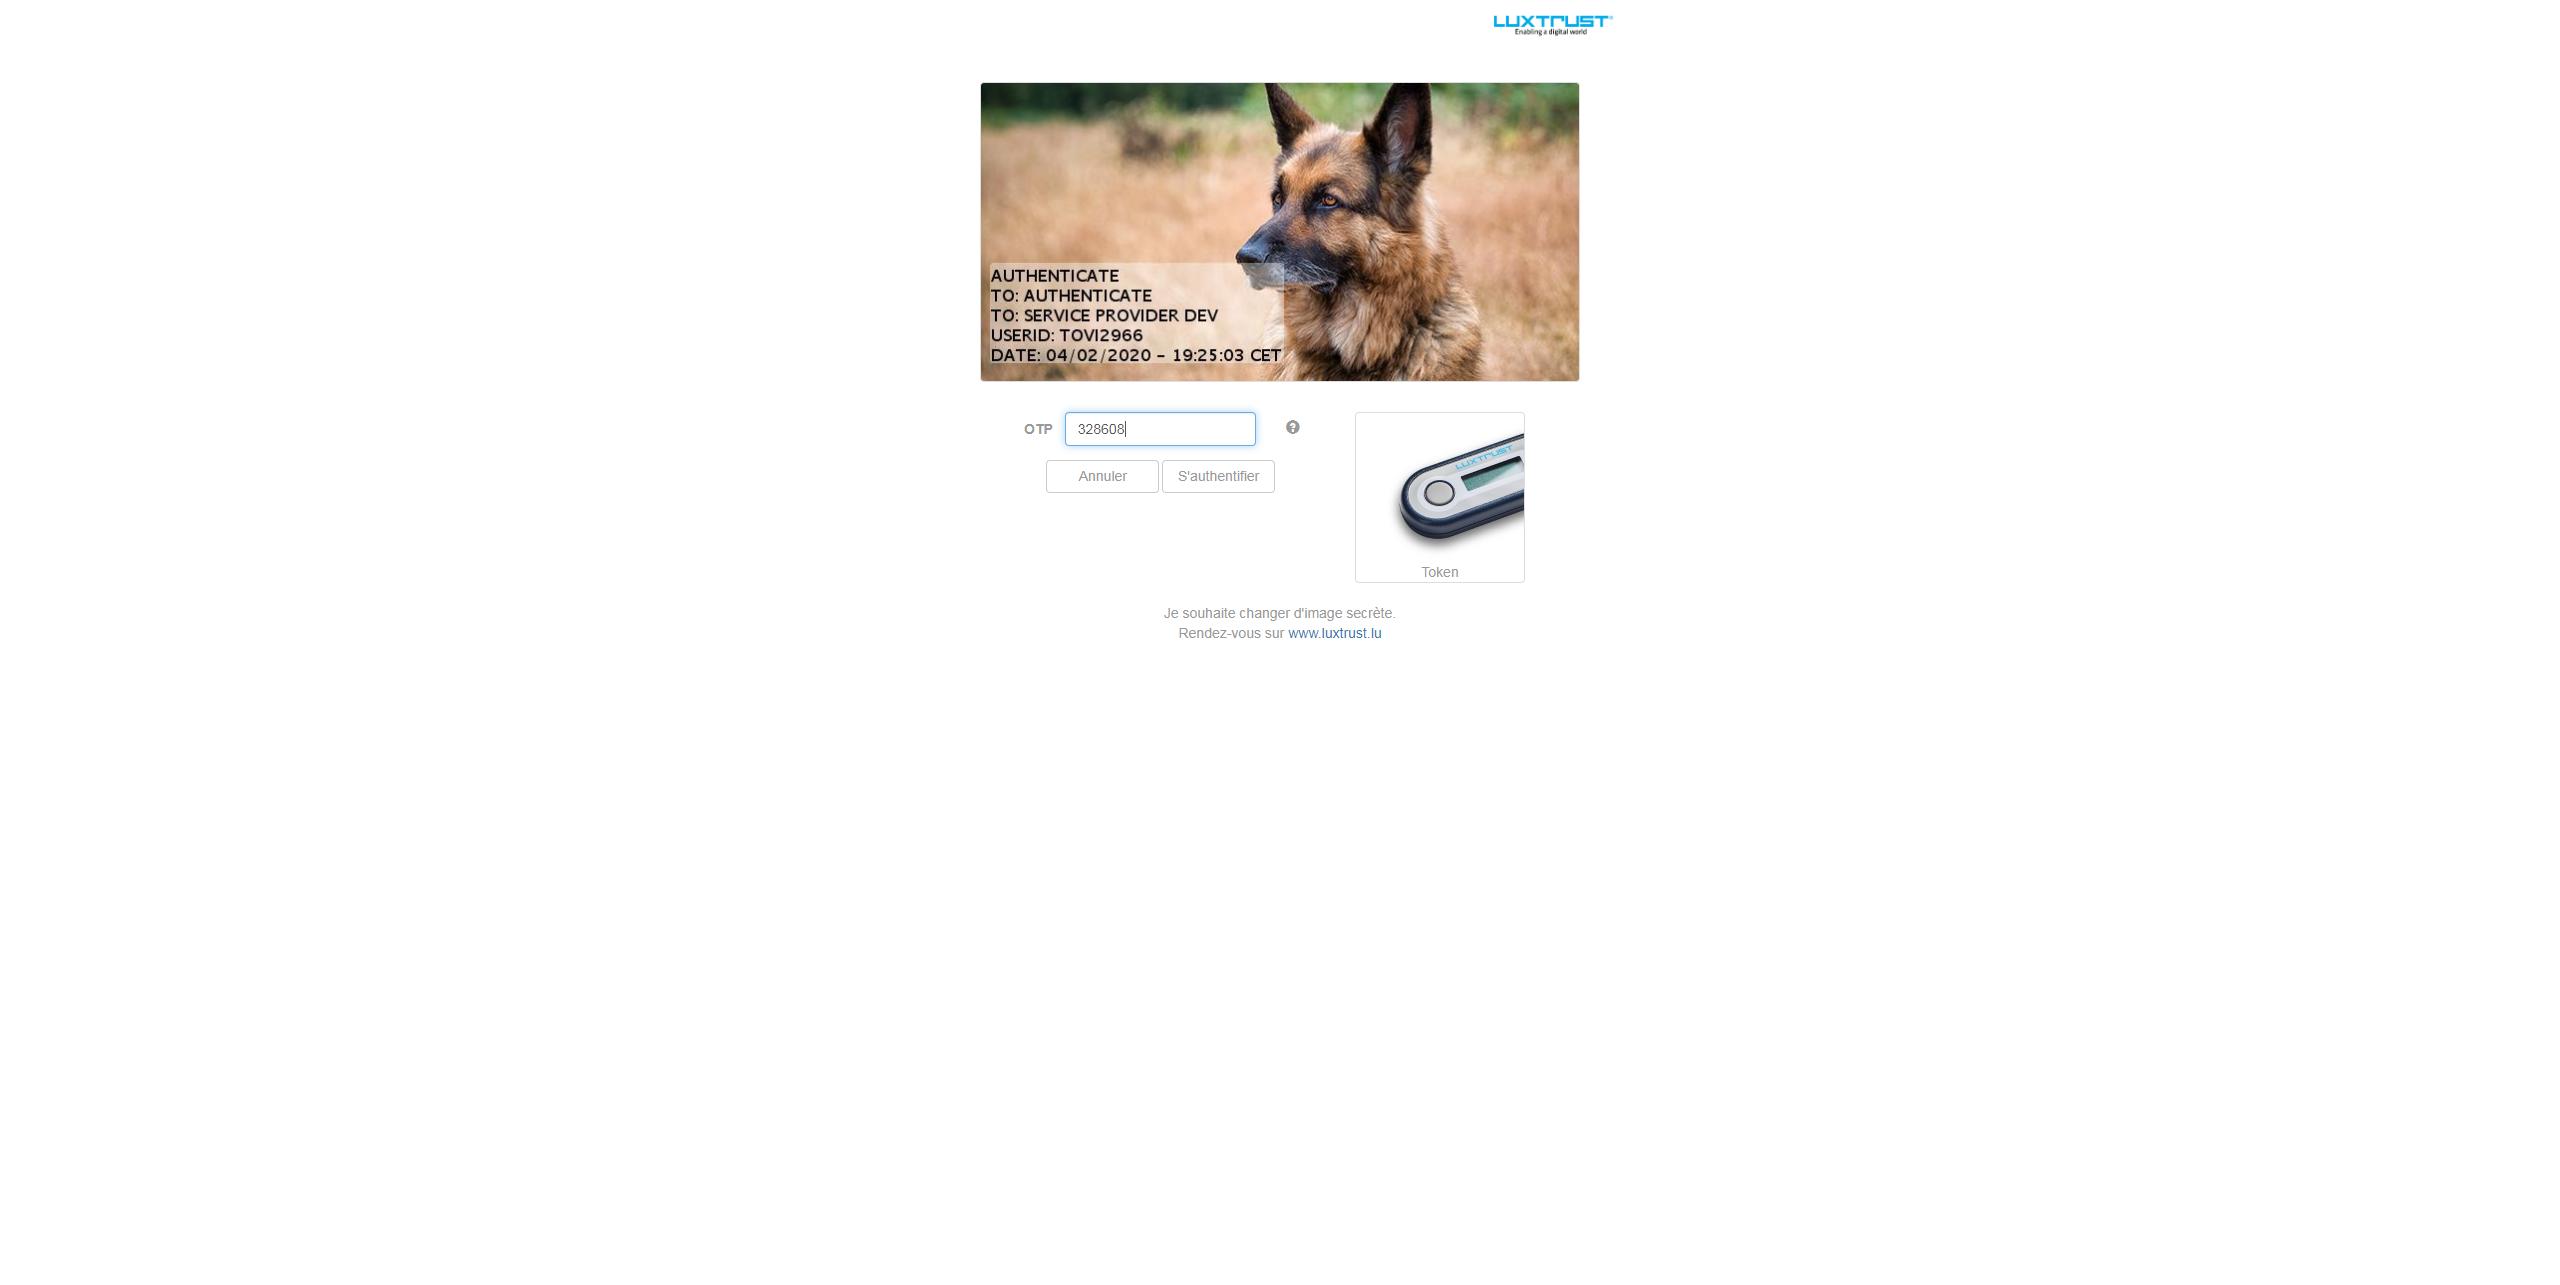 LUXTRUST
Enabling a digital world
AUTHENTICATE
TO: AUTHENTICATE
TO: SERVICE PROVIDER DEV
USERID: TOVI2966
DATE: 04/02/2020 - 19:25:03 CET
OTP 328608
Annuler S'authentifier
LUXTRUST
Token
Je souhaite changer d'image secrète.
Rendez-vous sur www.luxtrust.lu